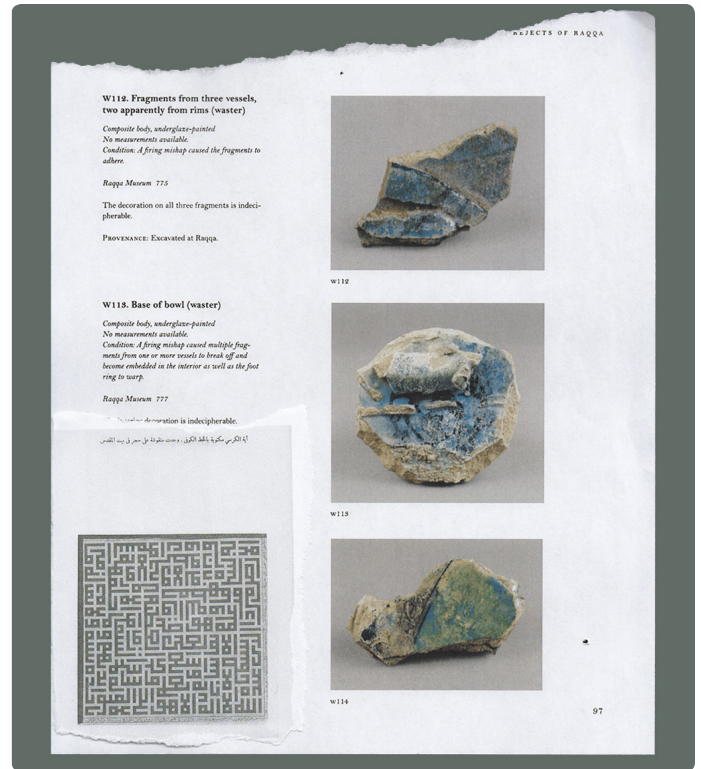 REJECTS OF RAQQA
W112. Fragments from three vessels,
two apparently from rims (waster)
Composite body, underglaze-painted
No measurements available.
Condition: A firing mishap caused the fragments to
adhere.
Raqqa Museum 775
The decoration on all three fragments is indeci-
pherable.
PROVENANCE: Excavated at Raqqa.
W112
W113. Base of bowl (waster)
Composite body, underglaze-painted
No measurements available.
Condition: A firing mishap caused multiple frag-
ments from one or more vessels to break off and
become embedded in the interior as well as the foot
ring to warp.
Raqqa Museum 777
decoration is indecipherable.
آية الكرسي مكتوبة بالخط الكوفى ، وجدت منقوشة على حجر فى بيت المقدس
W113
W114
97